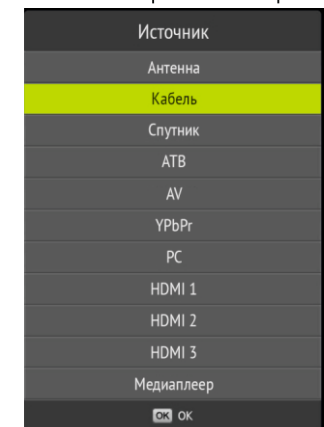 Источник
Антенна
Кабель
Спутник
АТВ
AV
YPbPr
PC
HDMI 1
HDMI 2
HDMI 3
Медиаплеер
OK OK